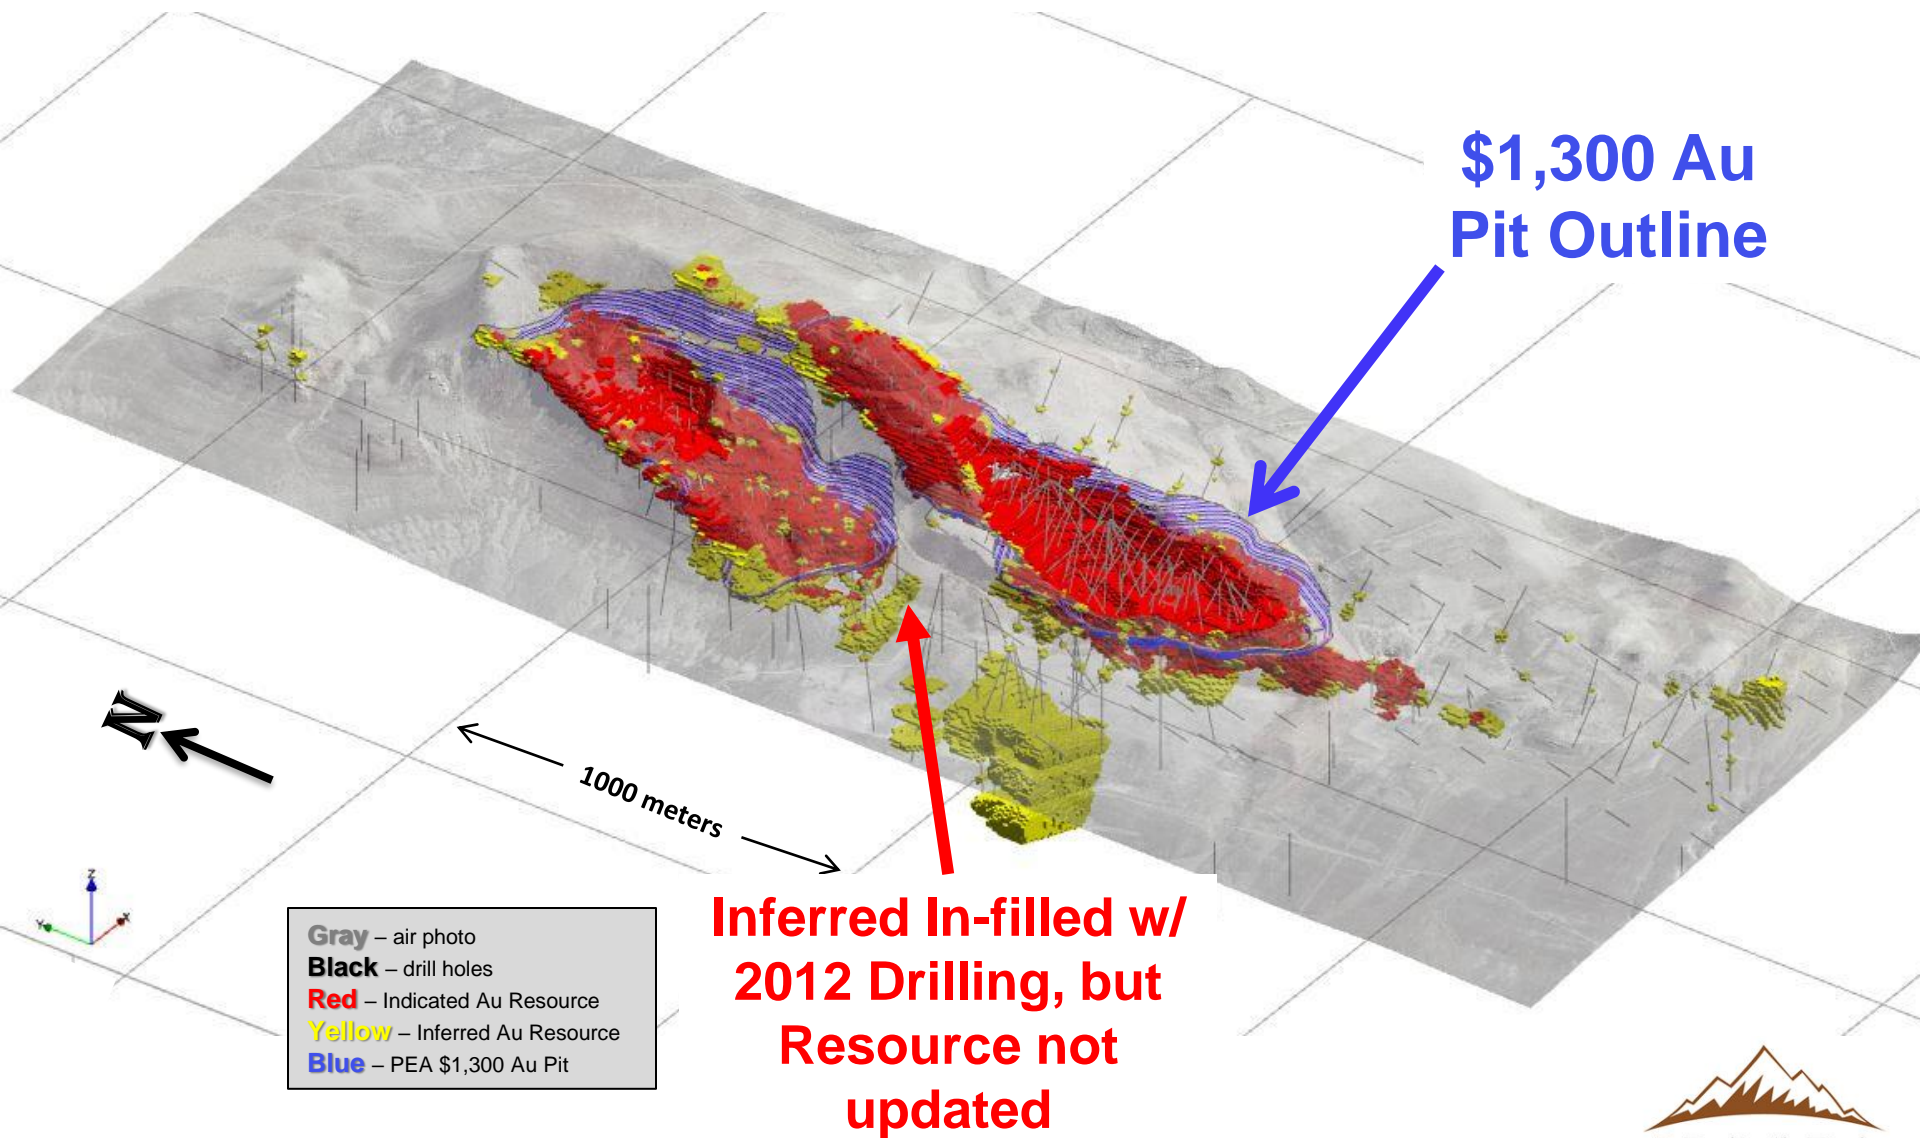 $1,300 Au
Pit Outline
N
1000 meters
Z
Y
X
Gray – air photo
Black – drill holes
Red – Indicated Au Resource
Yellow – Inferred Au Resource
Blue – PEA $1,300 Au Pit
Inferred In-filled w/
2012 Drilling, but
Resource not
updated